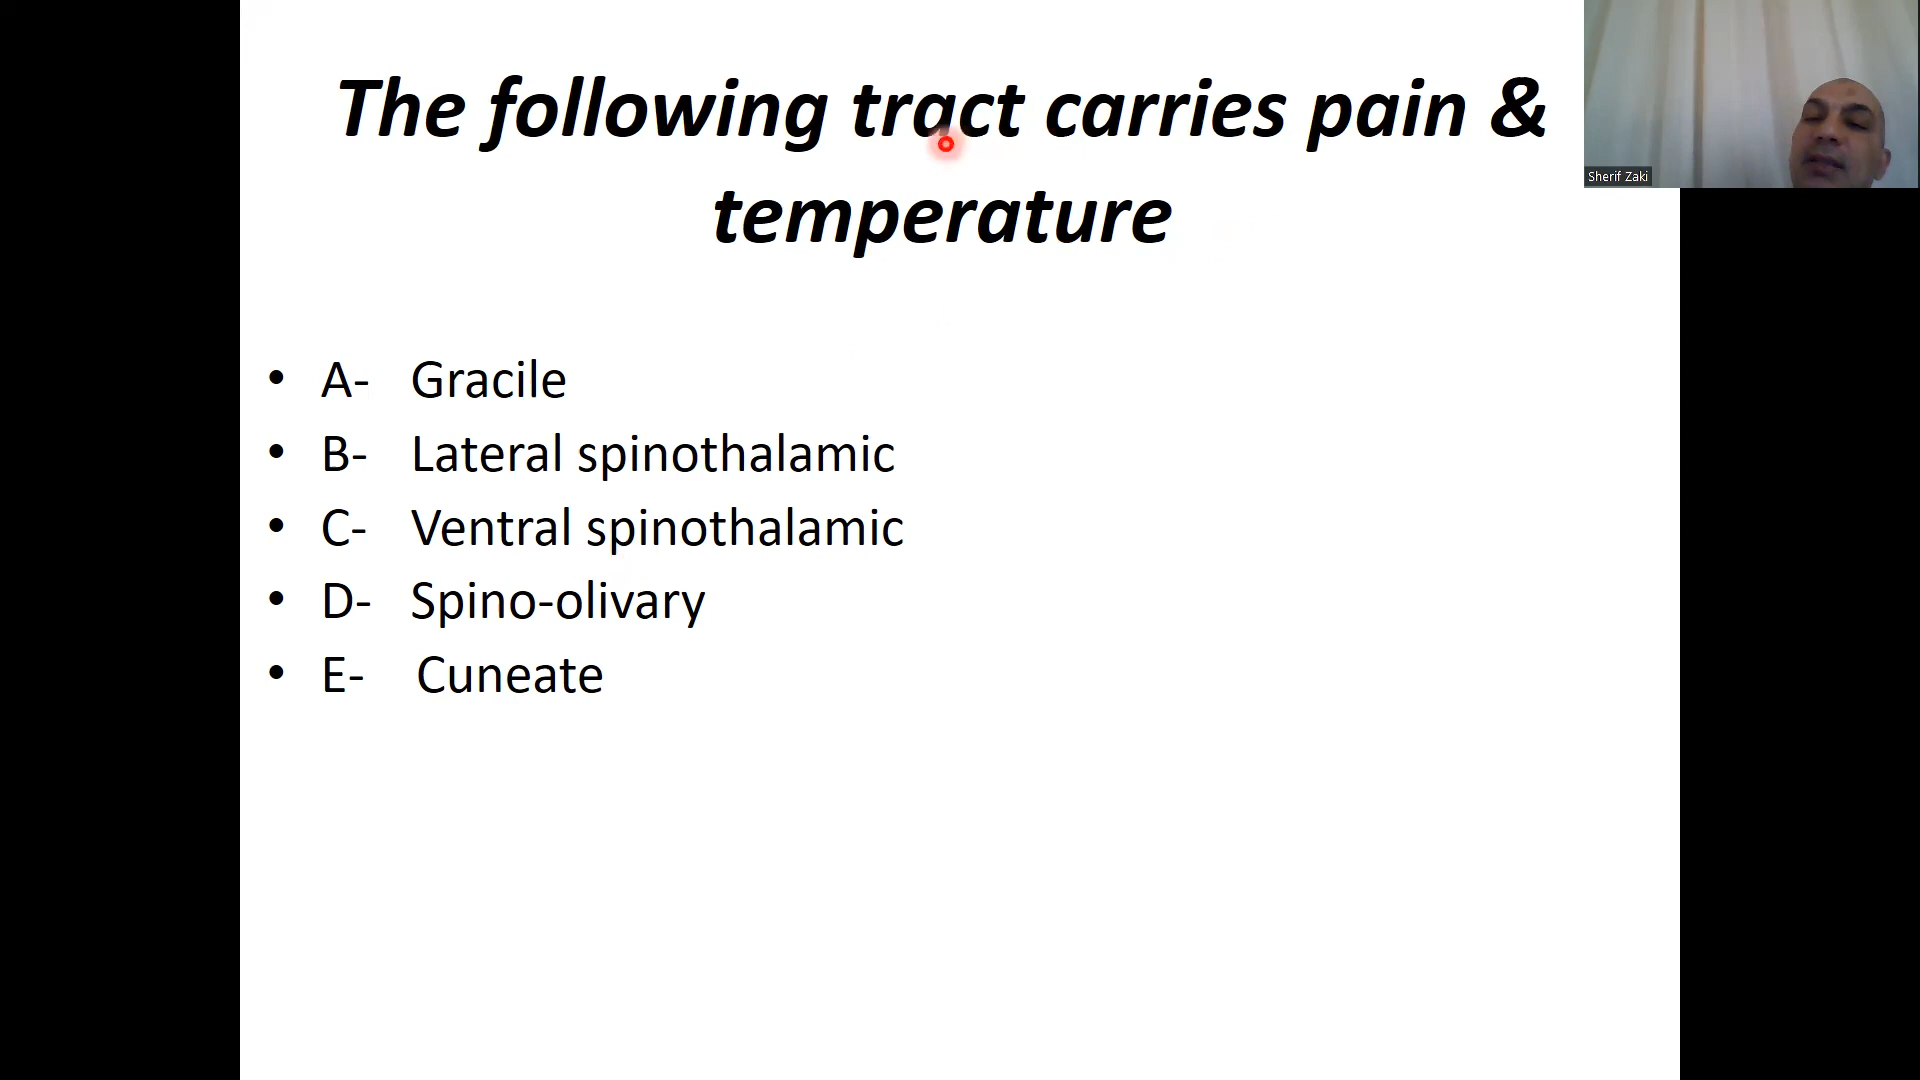 The following tract carries pain &
temperature
Sherif Zaki
• A- Gracile
• B- Lateral spinothalamic
• C- Ventral spinothalamic
• D- Spino-olivary
• E- Cuneate